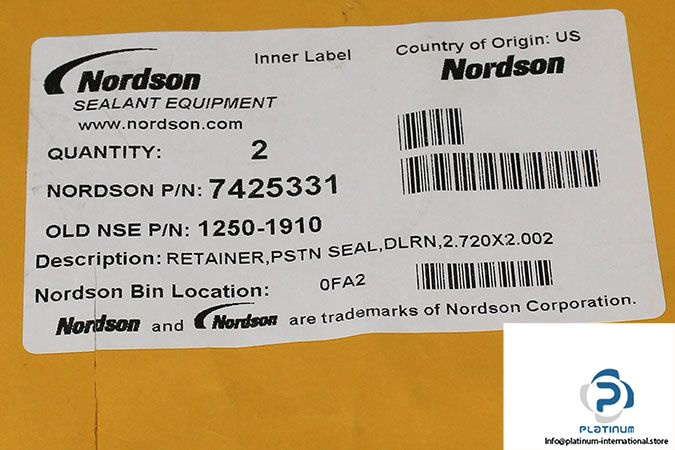 Inner Label
Country of Origin: US
Nordson
Nordson
SEALANT EQUIPMENT
www.nordson.com
QUANTITY: 2
NORDSON P/N: 7425331
OLD NSE P/N: 1250-1910
Description: RETAINER,PSTN SEAL,DLRN,2.720X2.002
Nordson Bin Location: 0FA2
Nordson and Nordson are trademarks of Nordson Corporation.
PLATINUM
Info@platinum-international.store